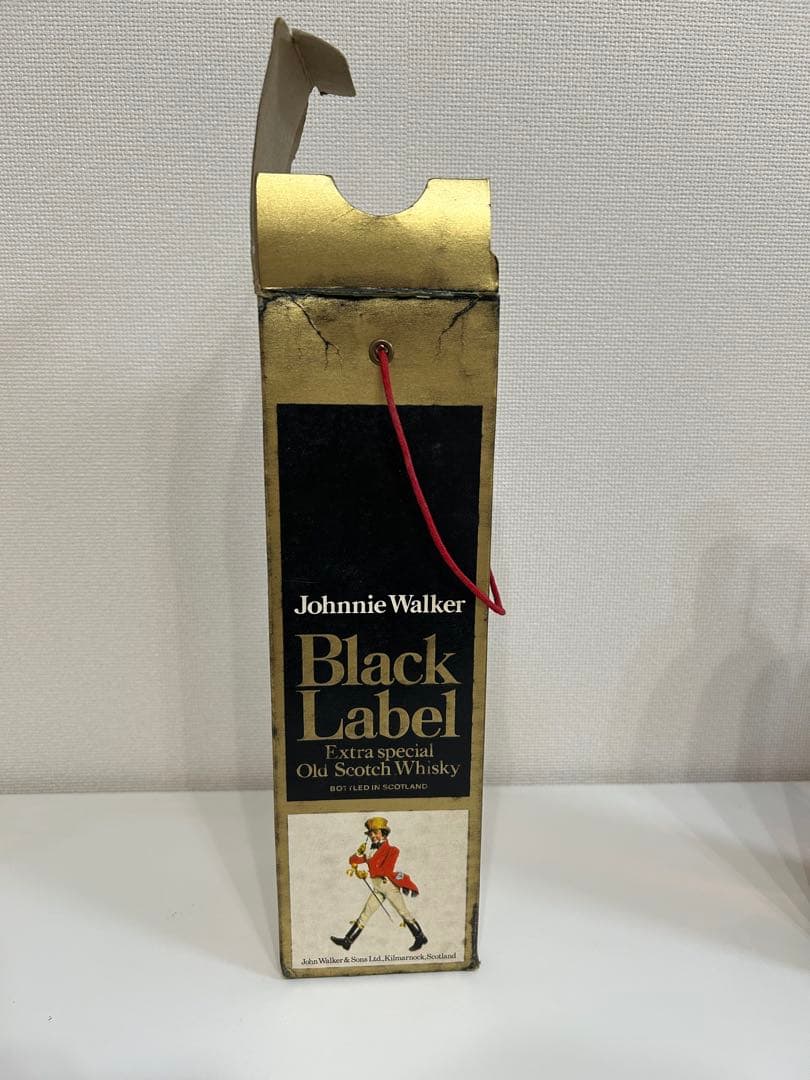 Johnnie Walker
Black
Label
Extra special
Old Scotch Whisky
BOTTLED IN SCOTLAND
John Walker & Sons Ltd., Kilmarnock, Scotland